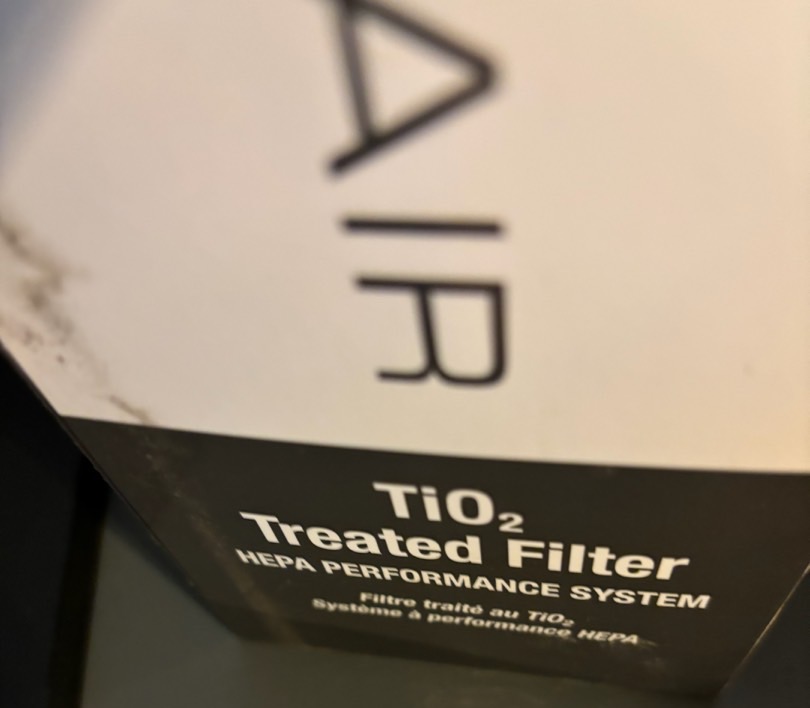 AIR
TiO₂
Treated Filter
HEPA PERFORMANCE SYSTEM
Filtre traité au TiO₂
Système à performance HEPA